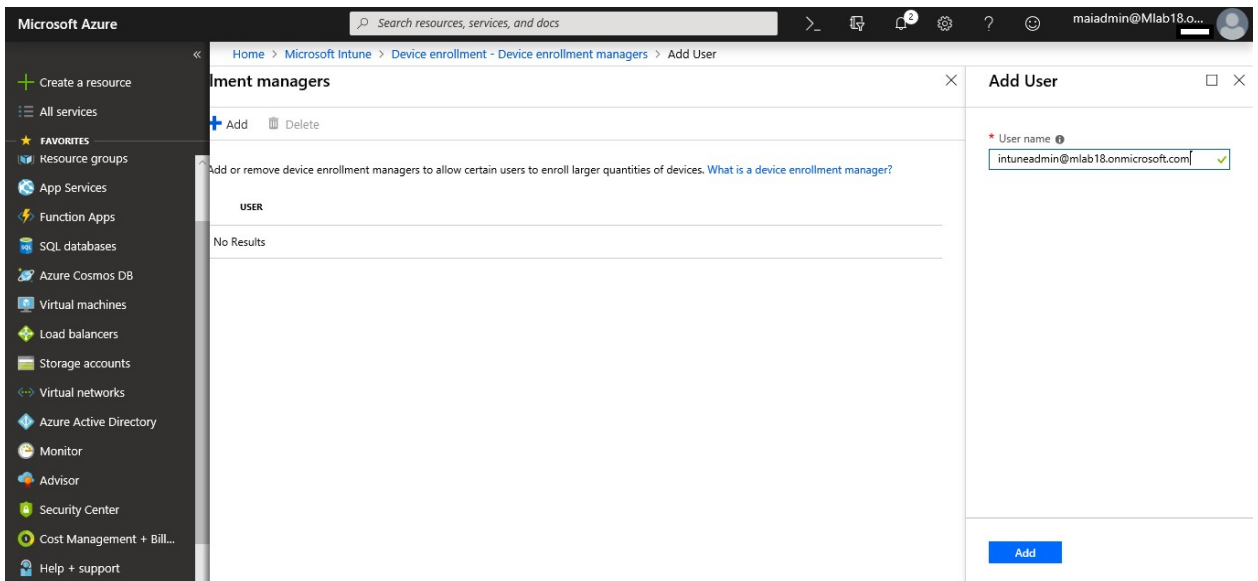 Microsoft Azure
Search resources, services, and docs
2
maiadmin@Mlab18.o...
Home > Microsoft Intune > Device enrollment - Device enrollment managers > Add User
Create a resource
All services
FAVORITES
Resource groups
App Services
Function Apps
SQL databases
Azure Cosmos DB
Virtual machines
Load balancers
Storage accounts
Virtual networks
Azure Active Directory
Monitor
Advisor
Security Center
Cost Management + Bill...
Help + support
lment managers
Add Delete
Add or remove device enrollment managers to allow certain users to enroll larger quantities of devices. What is a device enrollment manager?
USER
No Results
Add User
* User name
intuneadmin@mlab18.onmicrosoft.com
Add